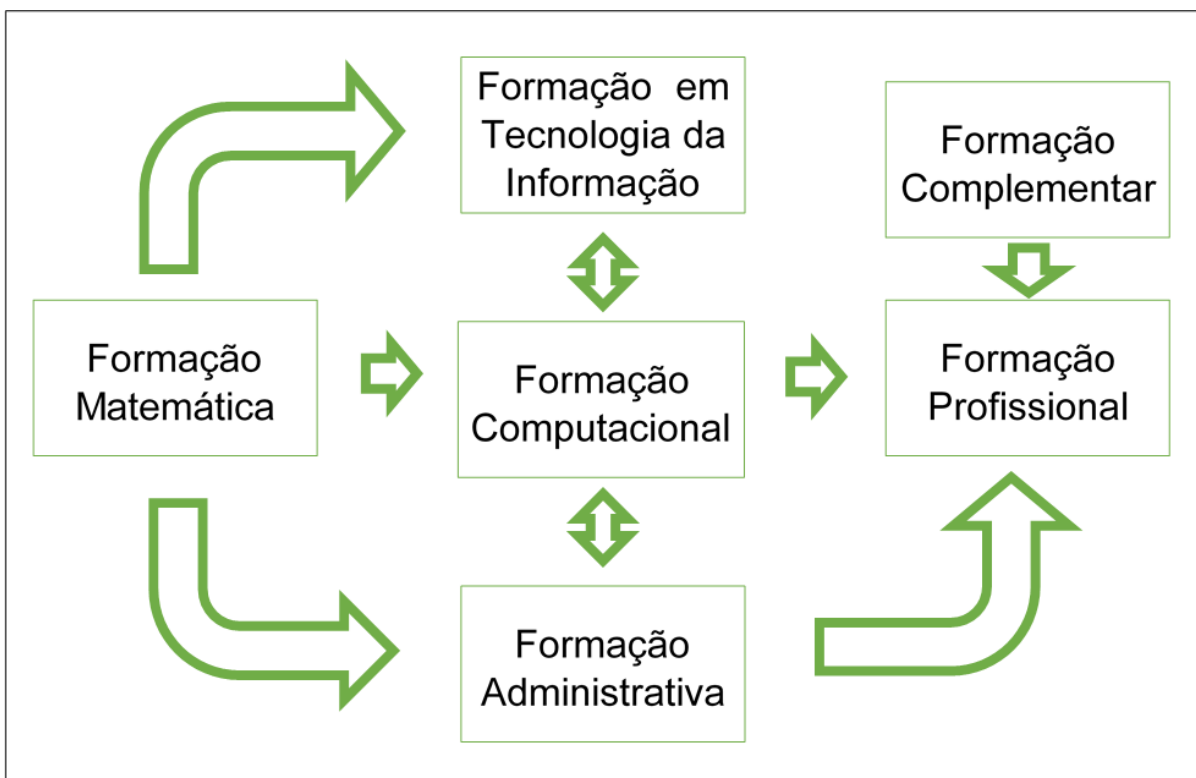 Formação em
Tecnologia da
Informação
Formação
Complementar
Formação
Matemática
Formação
Computacional
Formação
Profissional
Formação
Administrativa